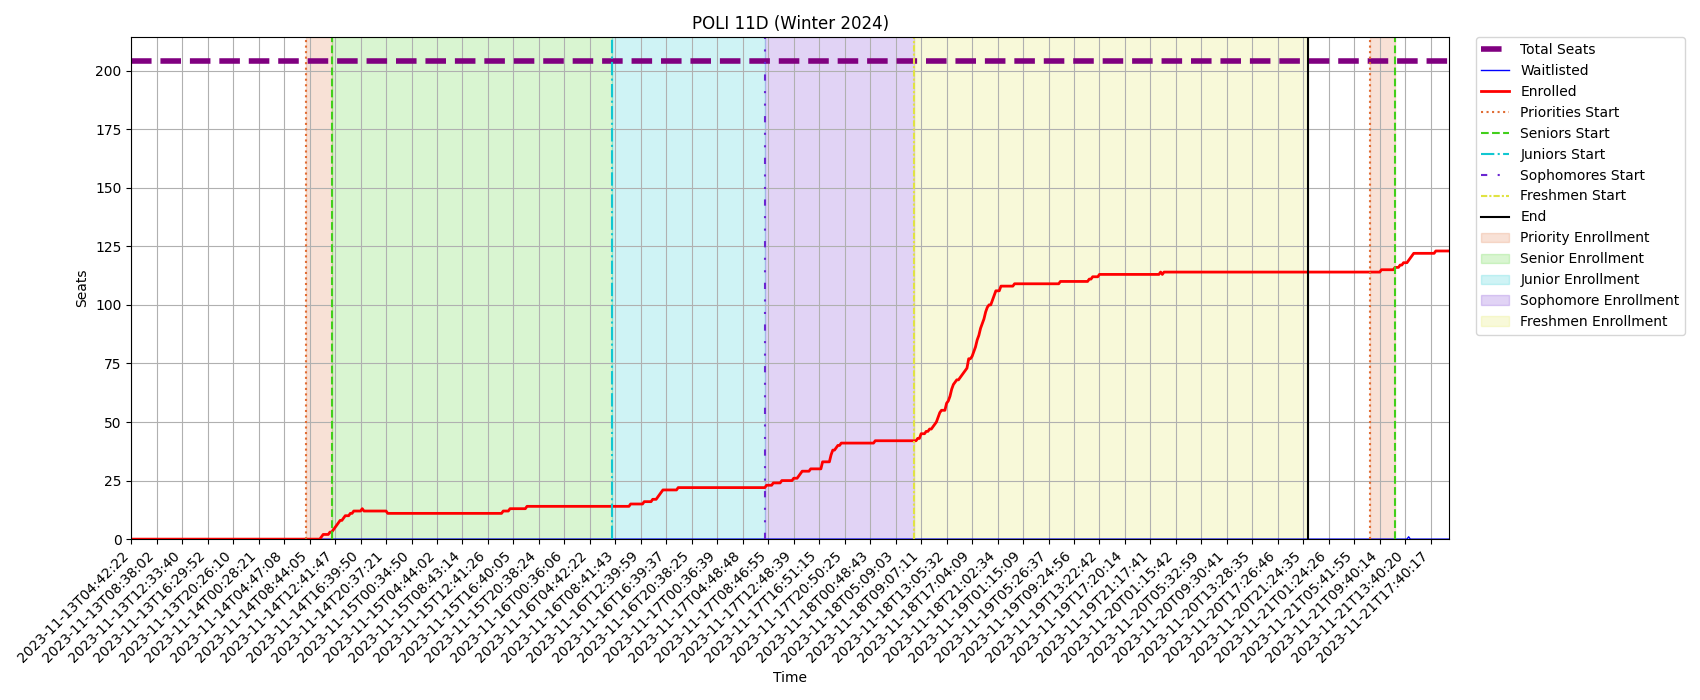 POLI 11D (Winter 2024)
Seats
200
175
150
125
100
75
50
25
0
2023-11-13T04:42:22
2023-11-13T08:38:02
2023-11-13T12:33:40
2023-11-13T16:29:52
2023-11-13T20:26:10
2023-11-14T00:28:21
2023-11-14T04:47:08
2023-11-14T08:44:05
2023-11-14T12:41:47
2023-11-14T16:39:50
2023-11-14T20:37:21
2023-11-15T00:34:50
2023-11-15T04:44:02
2023-11-15T08:43:14
2023-11-15T12:41:26
2023-11-15T16:40:05
2023-11-15T20:38:24
2023-11-16T00:36:06
2023-11-16T04:42:22
2023-11-16T08:41:43
2023-11-16T12:39:59
2023-11-16T16:39:37
2023-11-16T20:38:25
2023-11-17T00:36:39
2023-11-17T04:48:48
2023-11-17T08:46:55
2023-11-17T12:48:39
2023-11-17T16:51:15
2023-11-17T20:50:25
2023-11-18T00:48:43
2023-11-18T05:09:03
2023-11-18T09:07:11
2023-11-18T13:05:32
2023-11-18T17:04:09
2023-11-18T21:02:34
2023-11-19T01:15:09
2023-11-19T05:26:37
2023-11-19T09:24:56
2023-11-19T13:22:42
2023-11-19T17:20:14
2023-11-19T21:17:41
2023-11-20T01:15:42
2023-11-20T05:32:59
2023-11-20T09:30:41
2023-11-20T13:28:35
2023-11-20T17:26:46
2023-11-20T21:24:35
2023-11-21T01:24:26
2023-11-21T05:41:55
2023-11-21T09:40:14
2023-11-21T13:40:20
2023-11-21T17:40:17
Time
Total Seats
Waitlisted
Enrolled
Priorities Start
Seniors Start
Juniors Start
Sophomores Start
Freshmen Start
End
Priority Enrollment
Senior Enrollment
Junior Enrollment
Sophomore Enrollment
Freshmen Enrollment